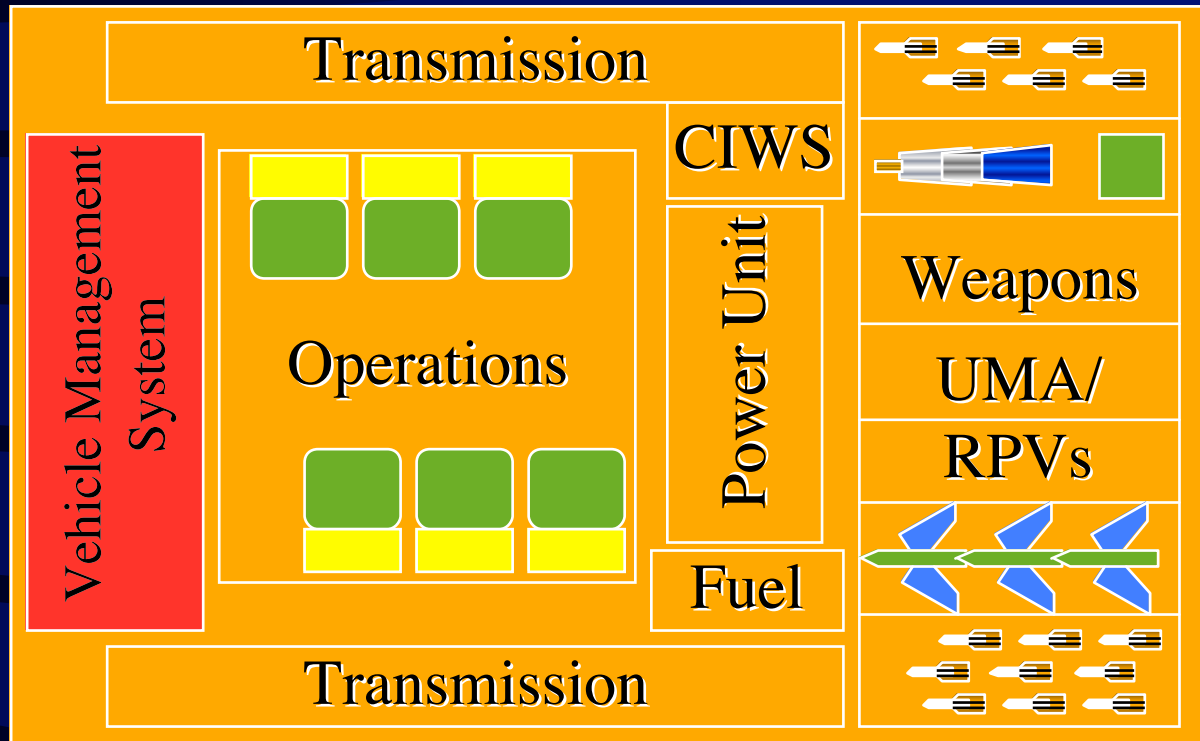 Transmission
CIWS
Vehicle Management
System
Operations
Power Unit
Weapons
UMA/
RPVs
Fuel
Transmission